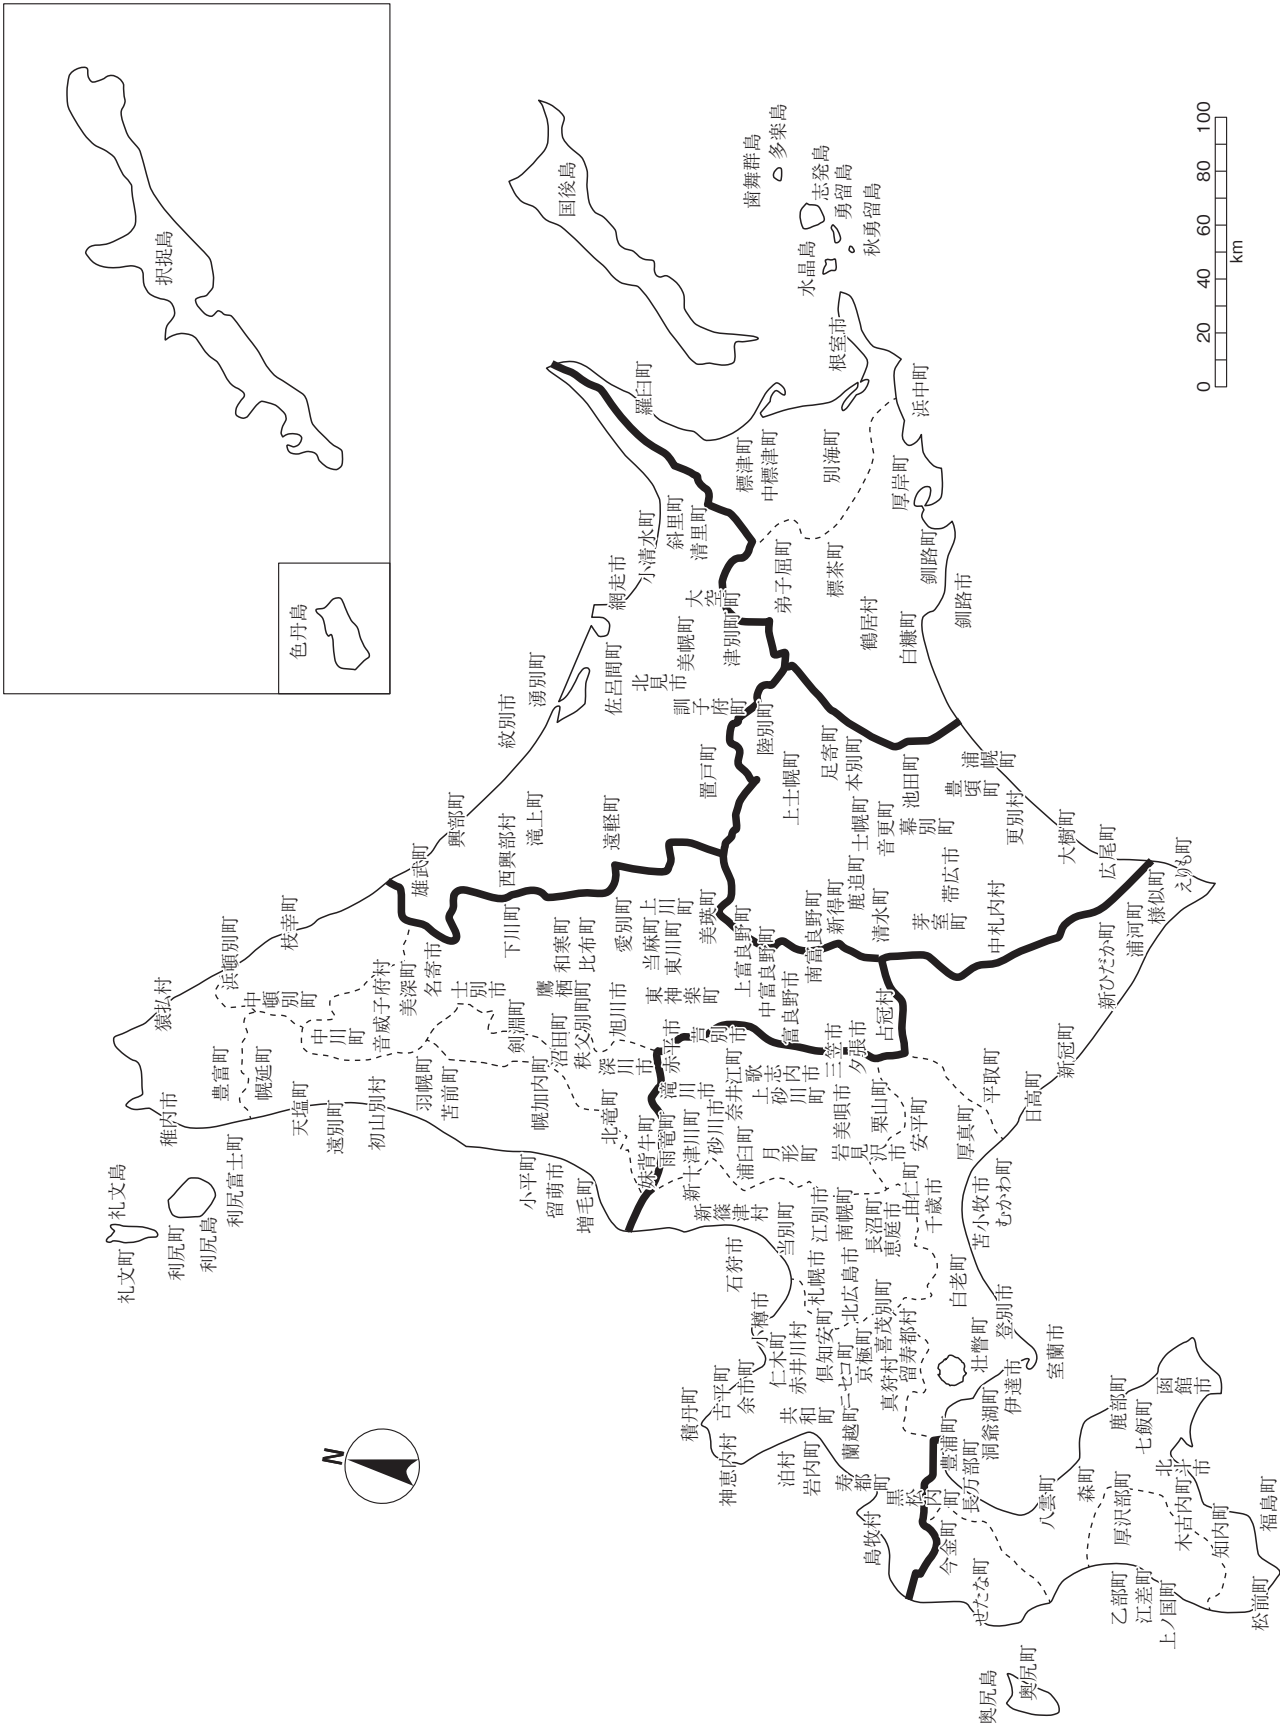 択捉島
色丹島
国後島
歯舞群島
多楽島
志発島
勇留島
秋勇留島
水晶島
根室市
羅臼町
標津町
中標津町
別海町
浜中町
厚岸町
釧路町
釧路市
標茶町
弟子屈町
鶴居村
白糠町
斜里町
清里町
小清水町
網走市
大空町
美幌町
津別町
北見市
訓子府町
置戸町
佐呂間町
湧別町
紋別市
遠軽町
滝上町
西興部村
興部町
雄武町
陸別町
足寄町
本別町
浦幌町
豊頃町
池田町
上士幌町
士幌町
音更町
幕別町
更別村
大樹町
広尾町
帯広市
中札内村
芽室町
鹿追町
新得町
清水町
えりも町
様似町
浦河町
新ひだか町
新冠町
日高町
平取町
枝幸町
浜頓別町
猿払村
中頓別町
稚内市
豊富町
幌延町
礼文島
礼文町
利尻町
利尻島
利尻富士町
天塩町
遠別町
初山別村
羽幌町
苫前町
小平町
留萌市
増毛町
中川町
音威子府村
美深町
名寄市
下川町
士別市
和寒町
剣淵町
幌加内町
比布町
愛別町
上川町
当麻町
東川町
鷹栖町
旭川市
東神楽町
美瑛町
上富良野町
中富良野町
富良野市
南富良野町
占冠村
沼田町
秩父別町
深川市
北竜町
妹背牛町
雨竜町
赤平市
芦別市
滝川市
新十津川町
砂川市
奈井江町
歌志内市
上砂川町
浦臼町
月形町
美唄市
三笠市
岩見沢市
夕張市
栗山町
由仁町
長沼町
南幌町
安平町
厚真町
むかわ町
苫小牧市
白老町
登別市
室蘭市
伊達市
壮瞥町
洞爺湖町
豊浦町
新篠津村
当別町
石狩市
江別市
札幌市
北広島市
恵庭市
千歳市
小樽市
余市町
古平町
積丹町
神恵内村
泊村
岩内町
共和町
仁木町
赤井川村
倶知安町
京極町
喜茂別町
留寿都村
真狩村
ニセコ町
蘭越町
寿都町
黒松内町
島牧村
今金町
せたな町
長万部町
八雲町
森町
鹿部町
七飯町
函館市
北斗市
木古内町
知内町
福島町
松前町
厚沢部町
乙部町
江差町
上ノ国町
奥尻島
奥尻町
N
0 20 40 60 80 100
km